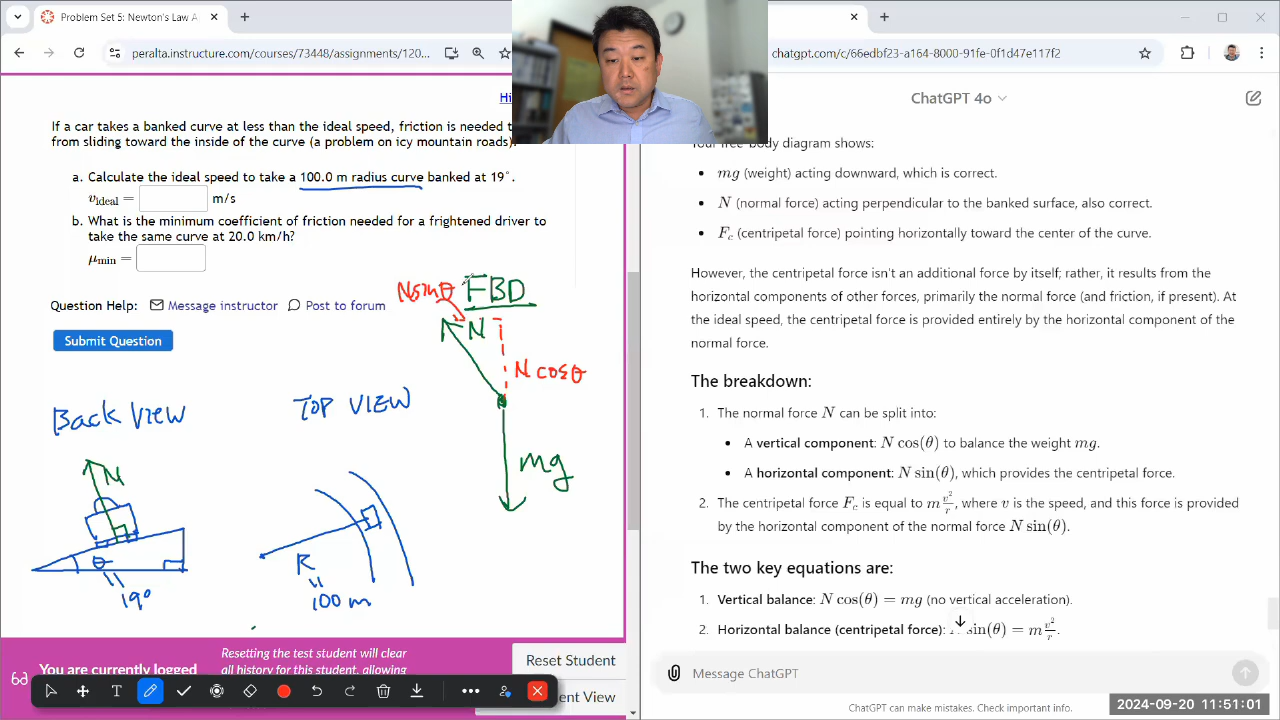 Problem Set 5: Newton's Law A
peralta.instructure.com/courses/73448/assignments/120...
If a car takes a banked curve at less than the ideal speed, friction is needed
from sliding toward the inside of the curve (a problem on icy mountain roads).
a. Calculate the ideal speed to take a 100.0 m radius curve banked at 19°.
v ideal = m/s
b. What is the minimum coefficient of friction needed for a frightened driver to
take the same curve at 20.0 km/h?
μ min =
Question Help: Message instructor Post to forum
Submit Question
FBD
N sin θ
N
N cos θ
mg
Back View
TOP VIEW
N
θ
19°
R
100 m
You are currently logged
Resetting the test student will clear
all history for this student, allowing
Reset Student
ent View
chatgpt.com/c/66edbf23-a164-8000-91fe-0f1d47e117f2
ChatGPT 4o
Your free-body diagram shows:
• mg (weight) acting downward, which is correct.
• N (normal force) acting perpendicular to the banked surface, also correct.
• F_c (centripetal force) pointing horizontally toward the center of the curve.
However, the centripetal force isn't an additional force by itself; rather, it results from the
horizontal components of other forces, primarily the normal force (and friction, if present). At
the ideal speed, the centripetal force is provided entirely by the horizontal component of the
normal force.
The breakdown:
1. The normal force N can be split into:
• A vertical component: N cos(θ) to balance the weight mg.
• A horizontal component: N sin(θ), which provides the centripetal force.
2. The centripetal force F_c is equal to m v²/r, where v is the speed, and this force is provided
by the horizontal component of the normal force N sin(θ).
The two key equations are:
1. Vertical balance: N cos(θ) = mg (no vertical acceleration).
2. Horizontal balance (centripetal force): sin(θ) = m v²/r.
Message ChatGPT
ChatGPT can make mistakes. Check important info.
2024-09-20 11:51:01